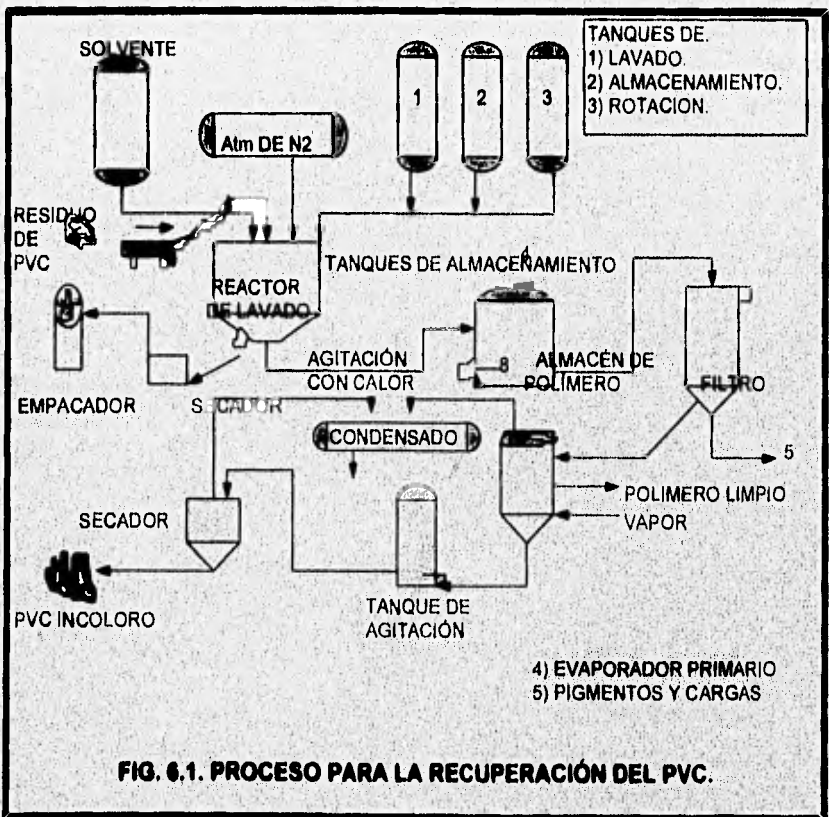 SOLVENTE
TANQUES DE.
1) LAVADO.
2) ALMACENAMIENTO.
3) ROTACION.
1
2
3
Atm DE N2
RESIDUO
DE
PVC
REACTOR
DE LAVADO
TANQUES DE ALMACENAMIENTO
4
AGITACIÓN
CON CALOR
8
ALMACÉN DE
POLIMERO
FILTRO
EMPACADOR
SECADOR
CONDENSADO
5
POLIMERO LIMPIO
VAPOR
SECADOR
PVC INCOLORO
TANQUE DE
AGITACIÓN
4) EVAPORADOR PRIMARIO
5) PIGMENTOS Y CARGAS
FIG. 6.1. PROCESO PARA LA RECUPERACIÓN DEL PVC.